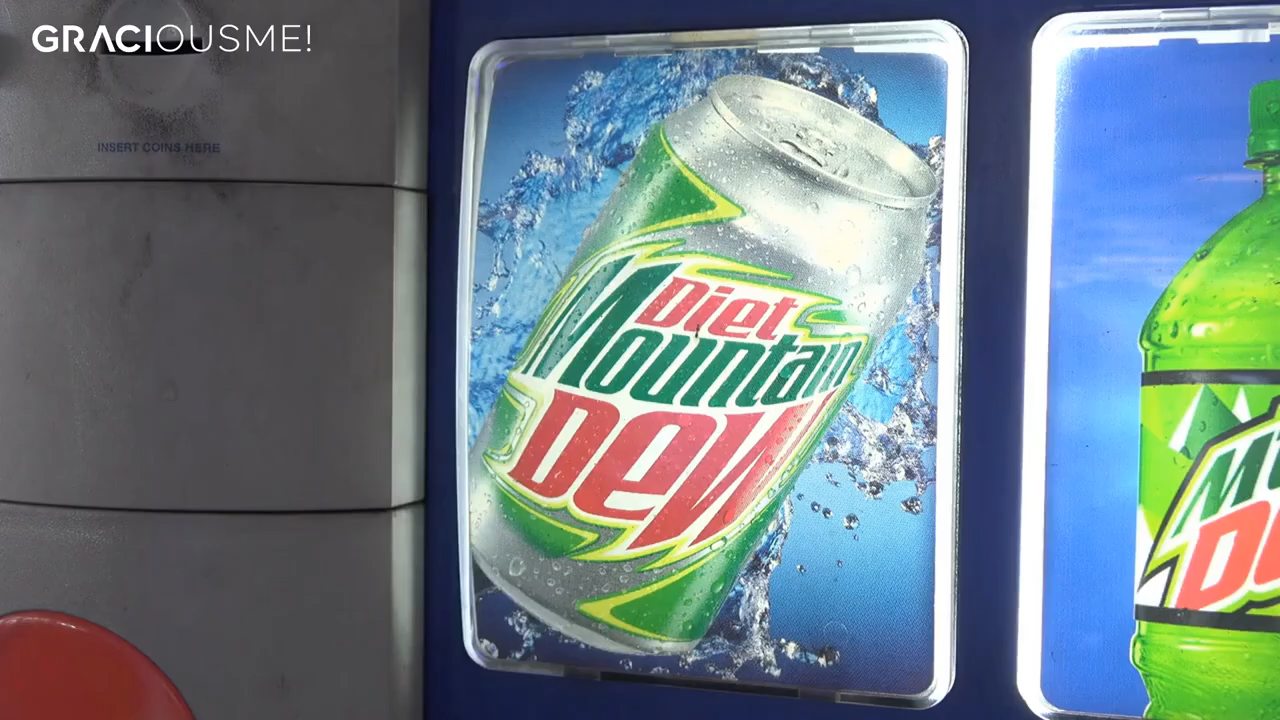 GRACIOUSME!
INSERT COINS HERE
Diet
Mountain
Dew